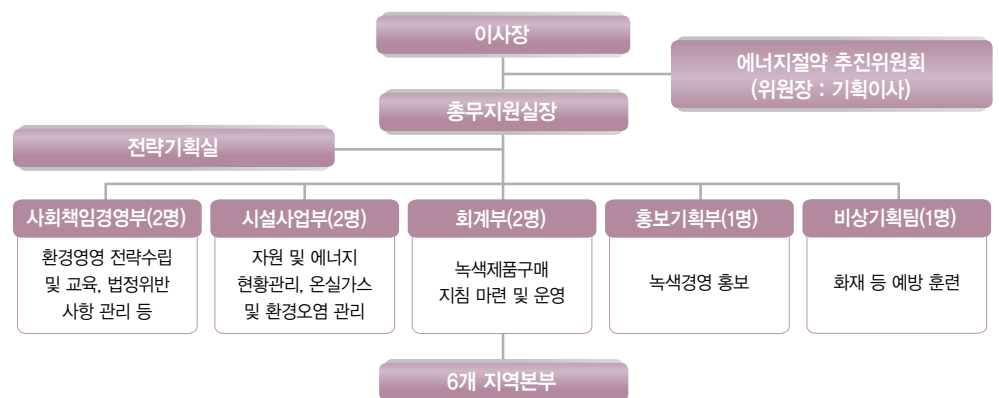 이사장
에너지절약 추진위원회
(위원장 : 기획이사)
총무지원실장
전략기획실
사회책임경영부(2명)
환경영영 전략수립
및 교육, 법정위반
사항 관리 등
시설사업부(2명)
자원 및 에너지
현황관리, 온실가스
및 환경오염 관리
회계부(2명)
녹색제품구매
지침 마련 및 운영
홍보기획부(1명)
녹색경영 홍보
비상기획팀(1명)
화재 등 예방 훈련
6개 지역본부